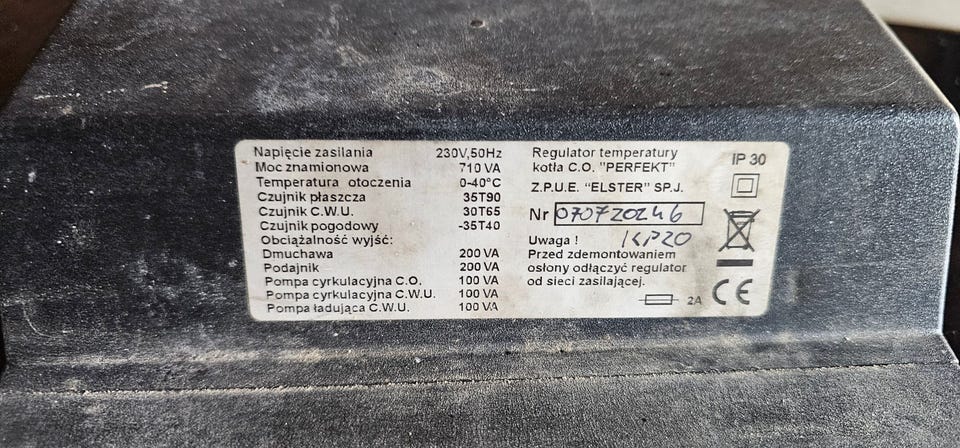 Napięcie zasilania 230V,50Hz
Moc znamionowa 710 VA
Temperatura otoczenia 0-40°C
Czujnik płaszcza 35T90
Czujnik C.W.U. 30T65
Czujnik pogodowy -35T40
Obciążalność wyjść:
Dmuchawa 200 VA
Podajnik 200 VA
Pompa cyrkulacyjna C.O. 100 VA
Pompa cyrkulacyjna C.W.U. 100 VA
Pompa ładująca C.W.U. 100 VA
Regulator temperatury
kotła C.O. "PERFEKT"
Z.P.U.E. "ELSTER" SP.J.
Nr 070720246
KP20
Uwaga !
Przed zdemontowaniem
osłony odłączyć regulator
od sieci zasilającej.
2A
IP 30
CE